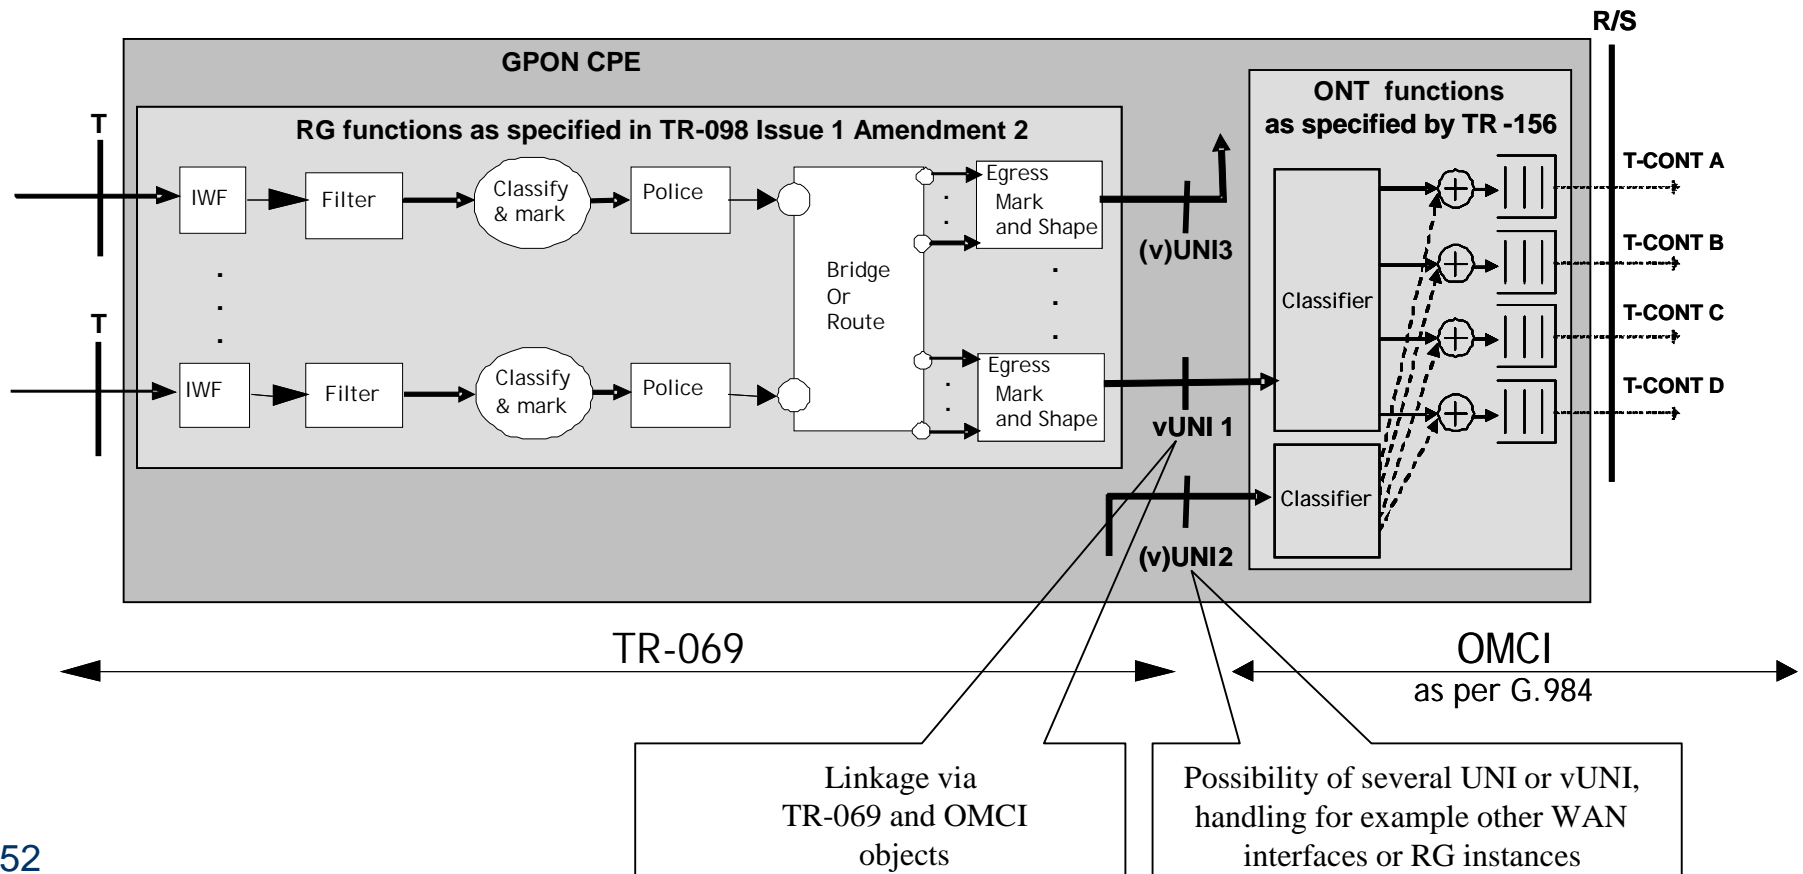 R/S
GPON CPE
ONT functions
as specified by TR -156
T
RG functions as specified in TR-098 Issue 1 Amendment 2
T-CONT A
IWF
Filter
Classify
& mark
Police
Egress
Mark
and Shape
(v)UNI3
T-CONT B
Bridge
Or
Route
Classifier
T-CONT C
T
IWF
Filter
Classify
& mark
Police
Egress
Mark
and Shape
vUNI 1
T-CONT D
Classifier
(v)UNI2
TR-069
OMCI
as per G.984
Linkage via
TR-069 and OMCI
objects
Possibility of several UNI or vUNI,
handling for example other WAN
interfaces or RG instances
52